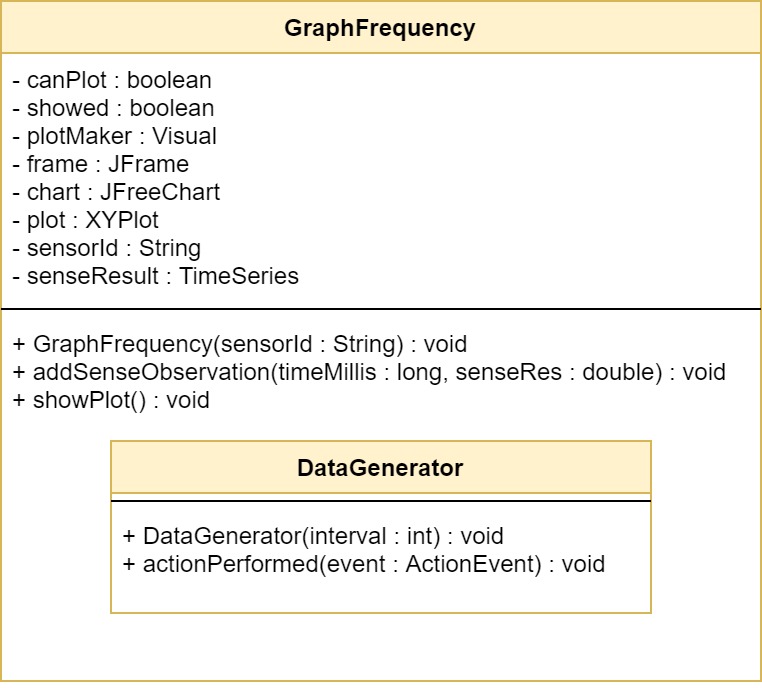 GraphFrequency
- canPlot : boolean
- showed : boolean
- plotMaker : Visual
- frame : JFrame
- chart : JFreeChart
- plot : XYPlot
- sensorId : String
- senseResult : TimeSeries
+ GraphFrequency(sensorId : String) : void
+ addSenseObservation(timeMillis : long, senseRes : double) : void
+ showPlot() : void
DataGenerator
+ DataGenerator(interval : int) : void
+ actionPerformed(event : ActionEvent) : void